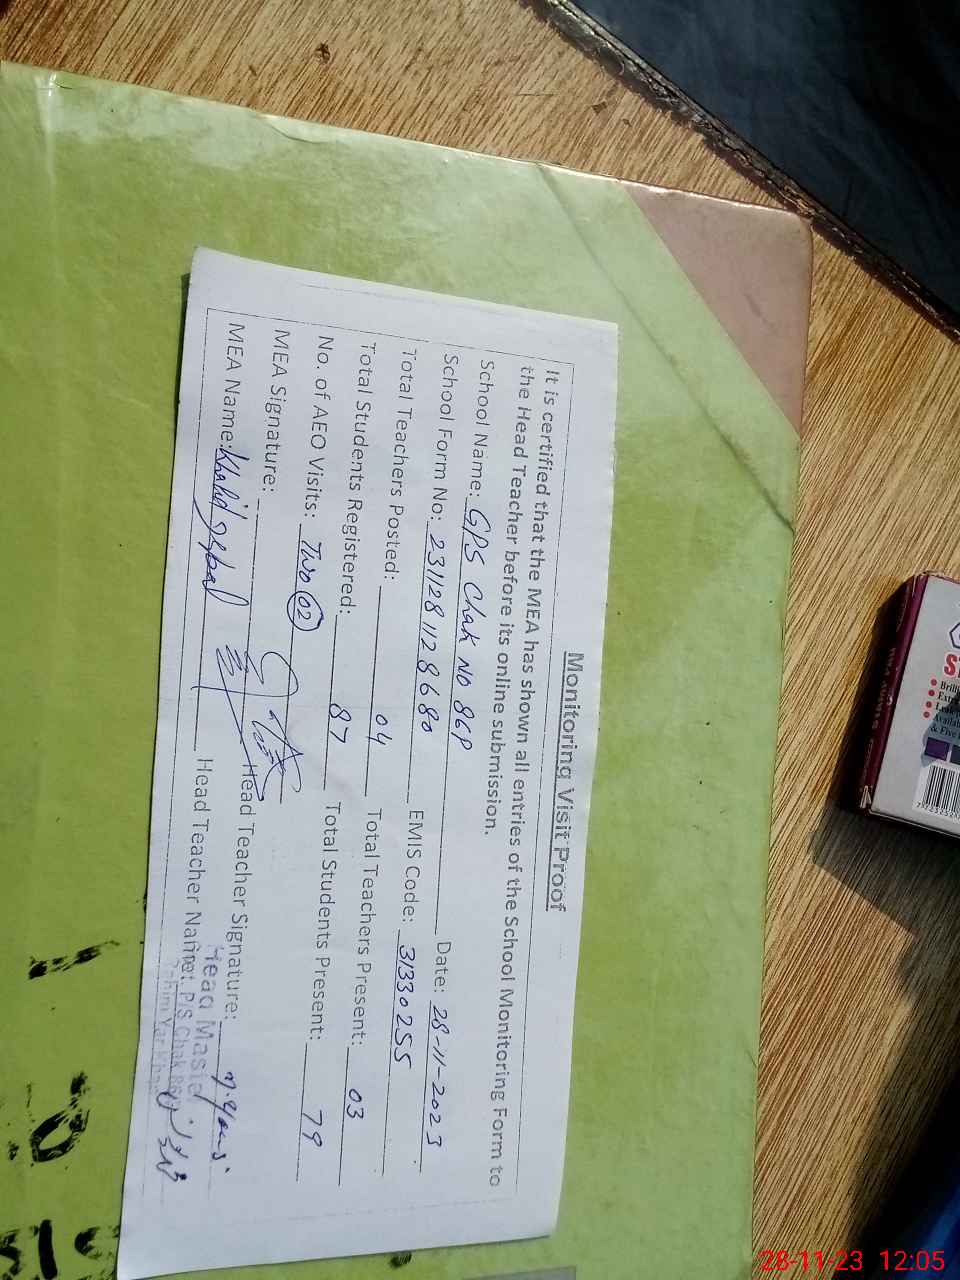 Monitoring Visit Proof
It is certified that the MEA has shown all entries of the School Monitoring Form to
the Head Teacher before its online submission.
School Name: GPS Chak No 86P Date: 28-11-2023
School Form No: 2311281128680 EMIS Code: 31330255
Total Teachers Posted: 04 Total Teachers Present: 03
Total Students Registered: 87 Total Students Present: 79
No. of AEO Visits: Two 02
MEA Signature: Head Teacher Signature:
MEA Name: Khalid Iqbal Head Teacher Name:
Head Master
Rahim Yar Khan
28-11-23 12:05